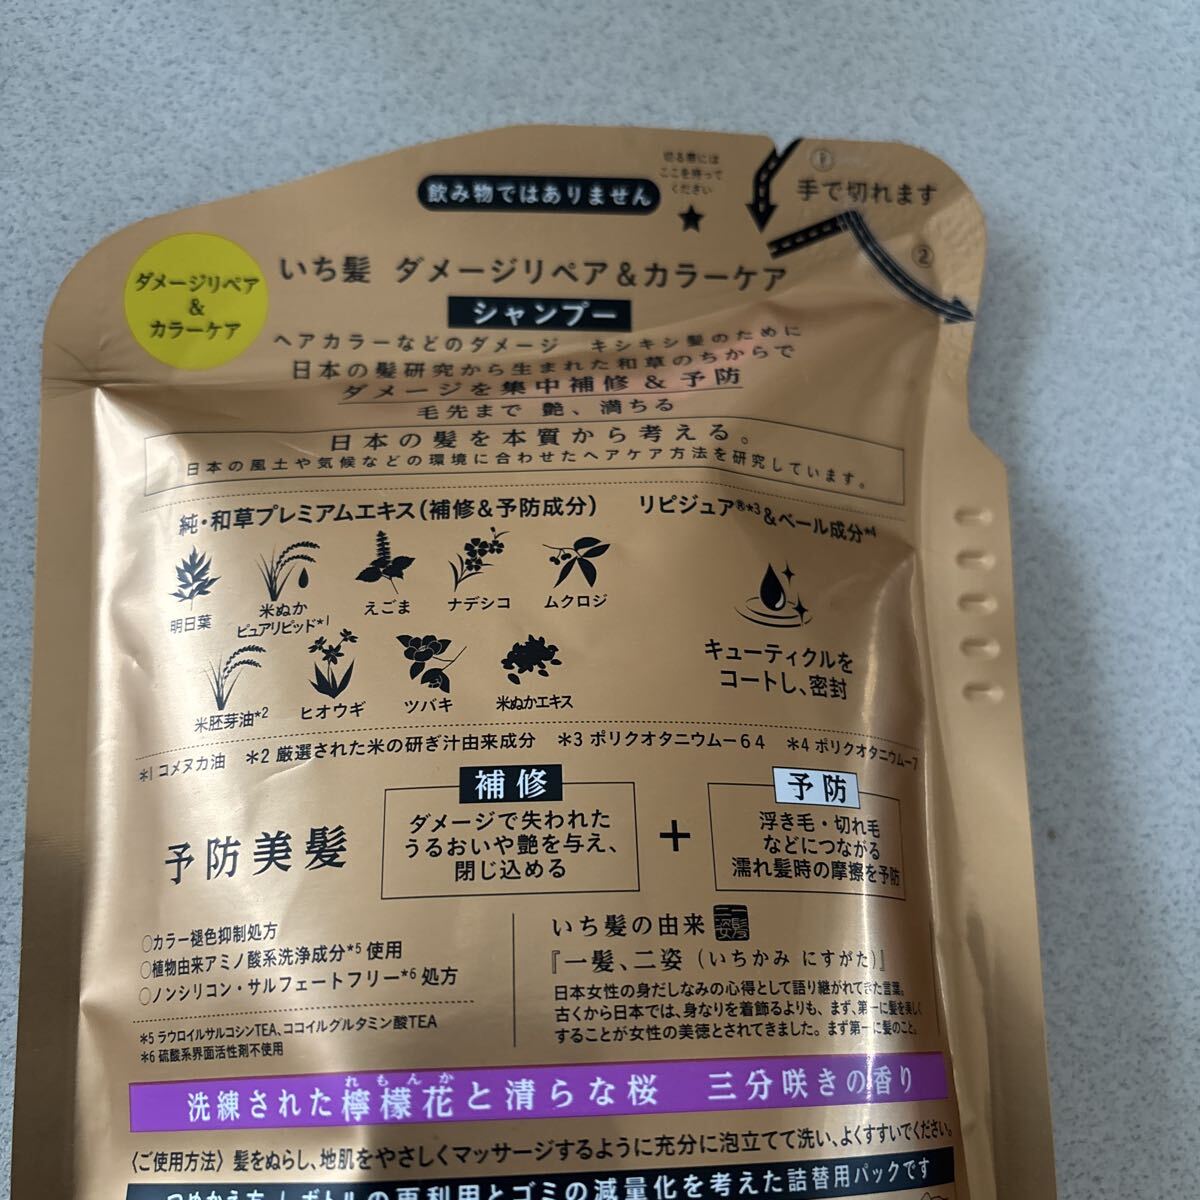 飲み物ではありません
切る際には
ここを持って
ください
★
①
手で切れます
②
ダメージリペア
&
カラーケア
いち髪 ダメージリペア&カラーケア
シャンプー
ヘアカラーなどのダメージ キシキシ髪のために
日本の髪研究から生まれた和草のちからで
ダメージを集中補修 & 予防
毛先まで 艶、満ちる
日本の髪を本質から考える。
日本の風土や気候などの環境に合わせたヘアケア方法を研究しています。
純・和草プレミアムエキス(補修&予防成分)
明日葉
米ぬか
ピュアリピッド*1
えごま
ナデシコ
ムクロジ
米胚芽油*2
ヒオウギ
ツバキ
米ぬかエキス
リピジュア®*3&ベール成分*4
キューティクルを
コートし、密封
*1 コメヌカ油 *2 厳選された米の研ぎ汁由来成分 *3 ポリクオタニウムー64 *4 ポリクオタニウムー7
予防美髪
補修
ダメージで失われた
うるおいや艶を与え、
閉じ込める
+
予防
浮き毛・切れ毛
などにつながる
濡れ髪時の摩擦を予防
○カラー褪色抑制処方
○植物由来アミノ酸系洗浄成分*5 使用
○ノンシリコン・サルフェートフリー*6 処方
*5 ラウロイルサルコシンTEA、ココイルグルタミン酸TEA
*6 硫酸系界面活性剤不使用
いち髪の由来
『一髪、二姿 (いちかみ にすがた)』
日本女性の身だしなみの心得として語り継がれてきた言葉。
古くから日本では、身なりを着飾るよりも、まず、第一に髪を美しく
することが女性の美徳とされてきました。まず第一に髪のこと。
れもんか
洗練された檸檬花と清らな桜 三分咲きの香り
〈ご使用方法〉髪をぬらし、地肌をやさしくマッサージするように充分に泡立てて洗い、よくすすいでください。
つめかえ古いボトルの再利用とゴミの減量化を考えた詰替用パックです